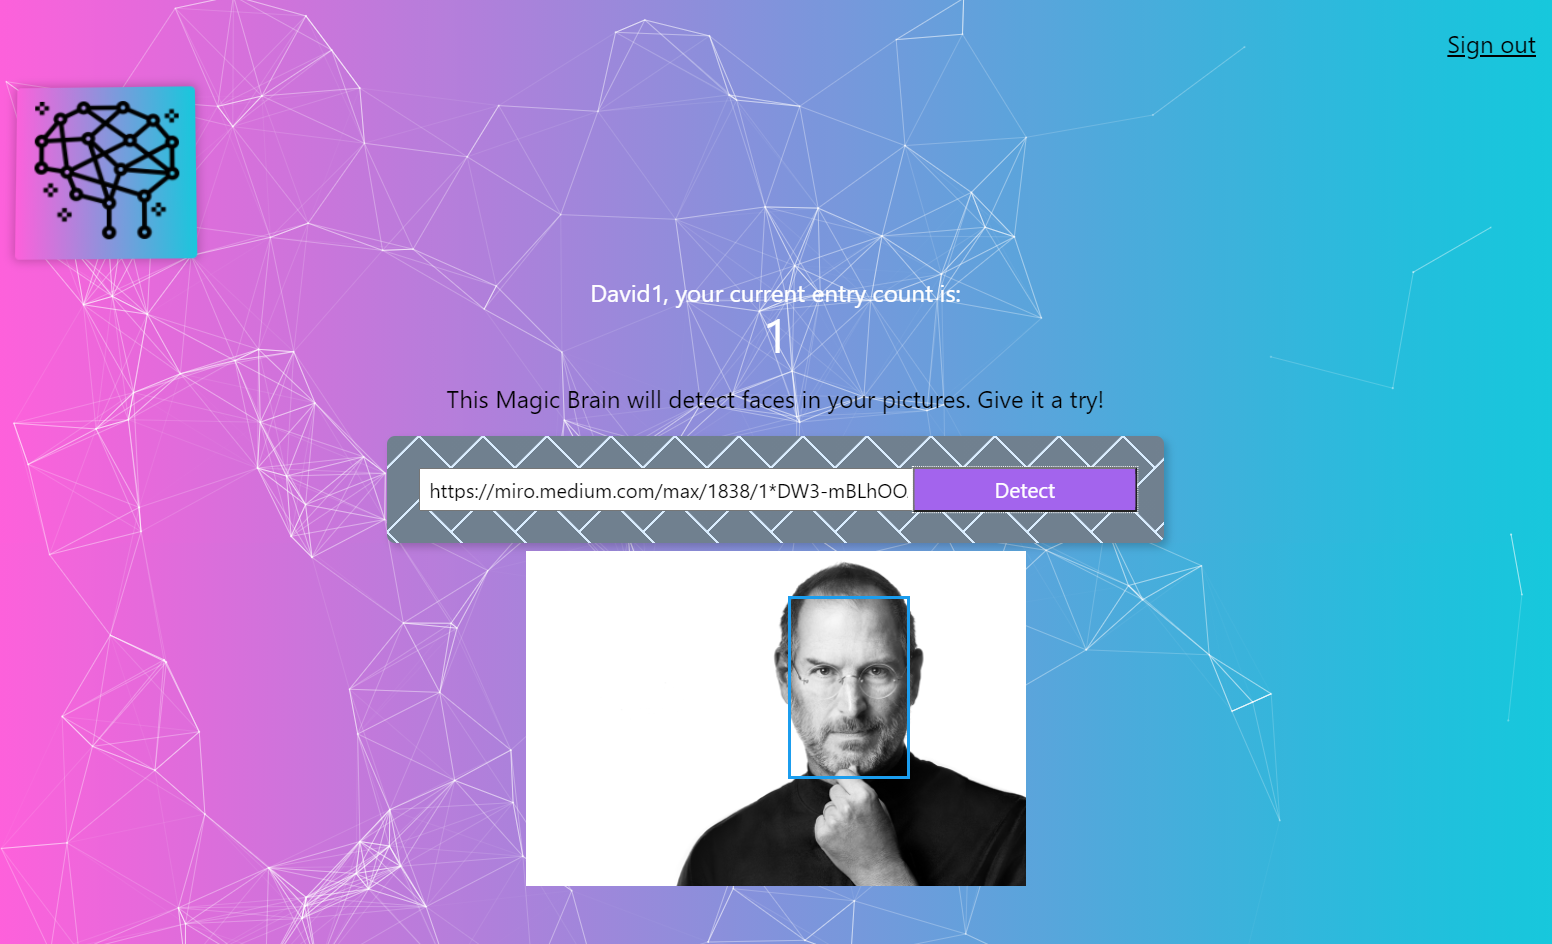 Sign out
David1, your current entry count is:
1
This Magic Brain will detect faces in your pictures. Give it a try!
https://miro.medium.com/max/1838/1*DW3-mBLhOO
Detect